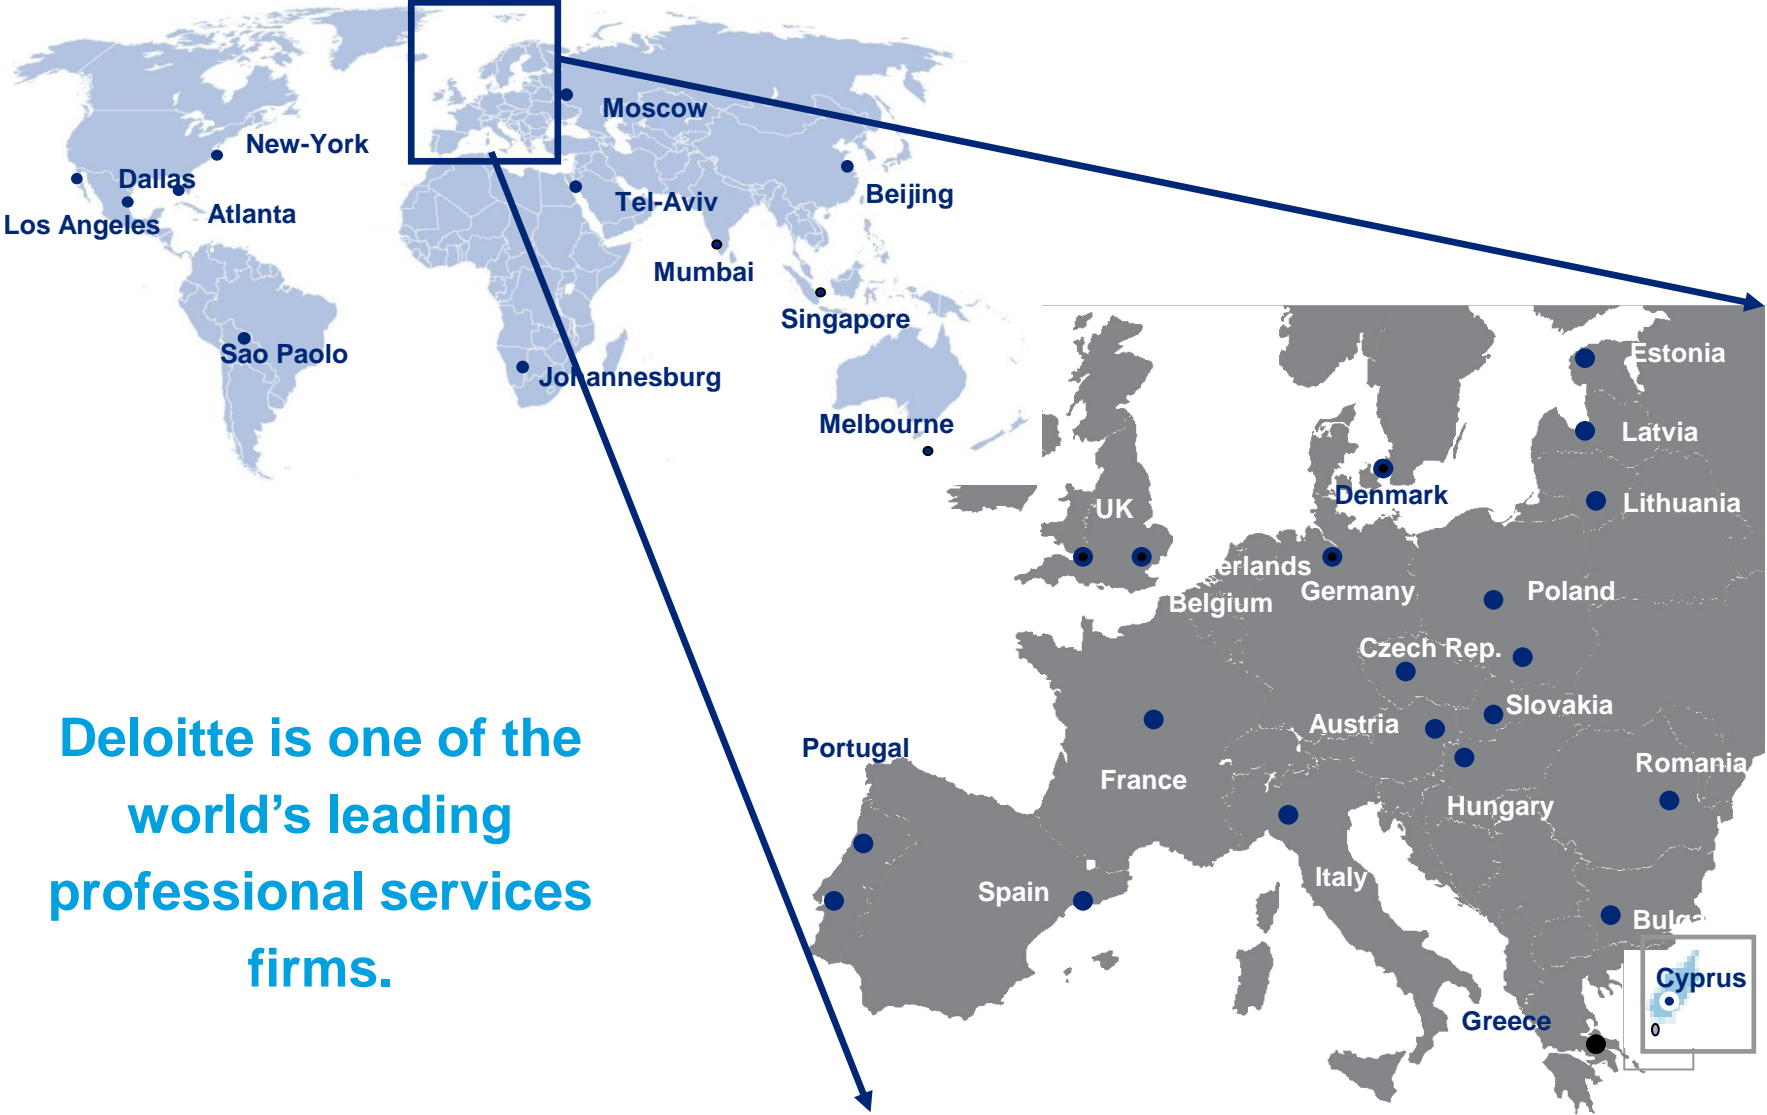 Moscow
New-York
Dallas
Tel-Aviv
Beijing
Los Angeles
Atlanta
Mumbai
Singapore
Sao Paolo
Johannesburg
Melbourne
Estonia
Latvia
Denmark
Lithuania
UK
erlands
Germany
Poland
Belgium
Czech Rep.
Slovakia
Austria
Portugal
Romania
France
Hungary
Italy
Spain
Bulga
Cyprus
Greece
Deloitte is one of the
world’s leading
professional services
firms.